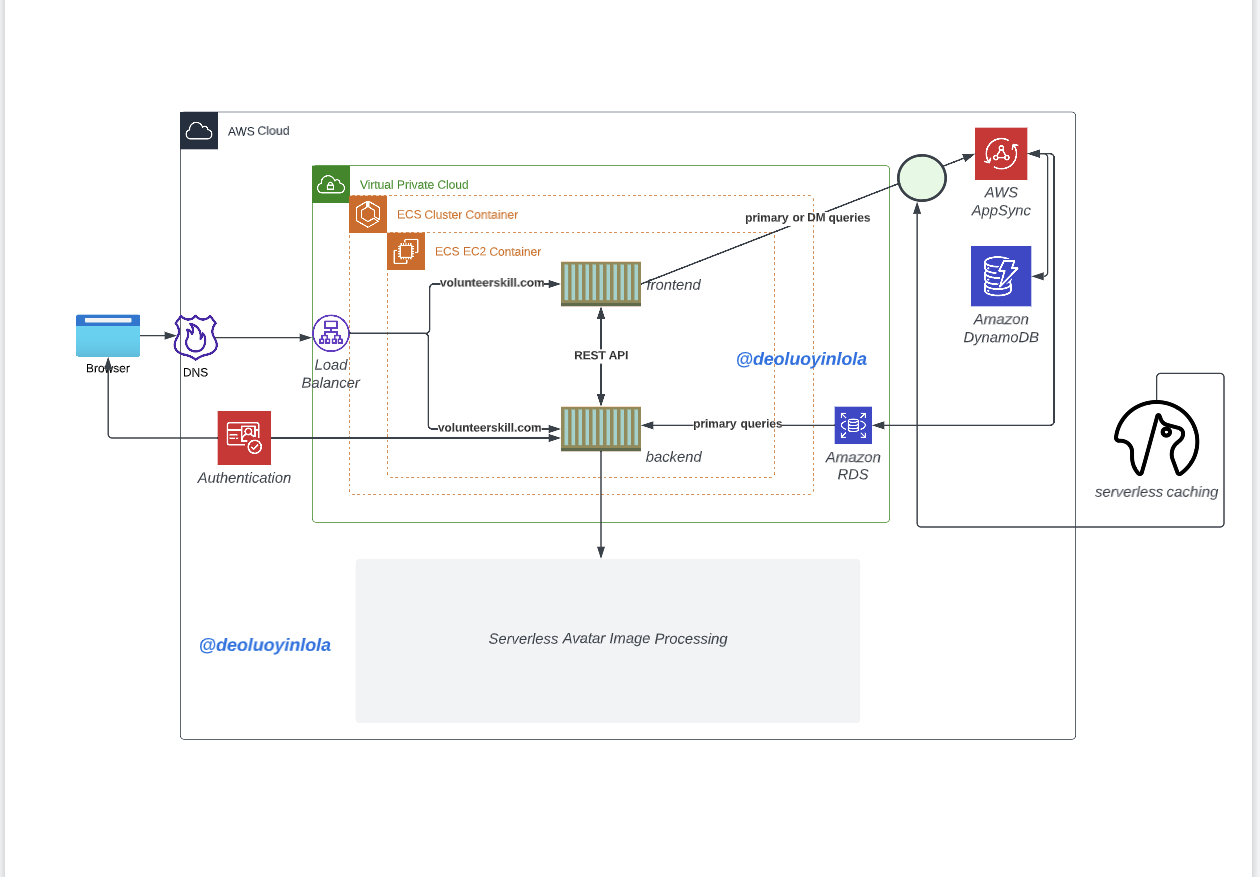 AWS Cloud
Virtual Private Cloud
ECS Cluster Container
ECS EC2 Container
AWS
AppSync
primary or DM queries
volunteerskill.com
frontend
Amazon
DynamoDB
REST API
@deoluoyinlola
Browser
DNS
Load
Balancer
volunteerskill.com
primary queries
backend
Amazon
RDS
Authentication
serverless caching
Serverless Avatar Image Processing
@deoluoyinlola